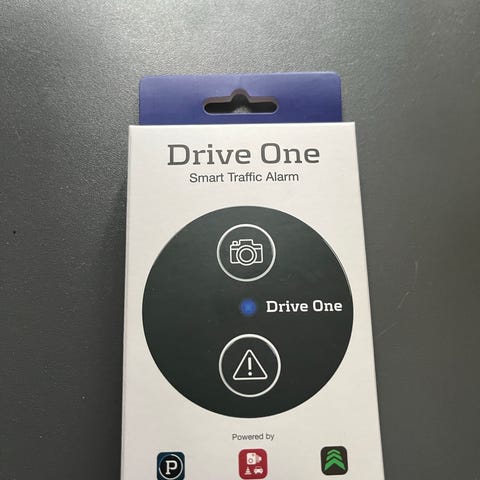 Drive One
Smart Traffic Alarm
Drive One
Powered by
P